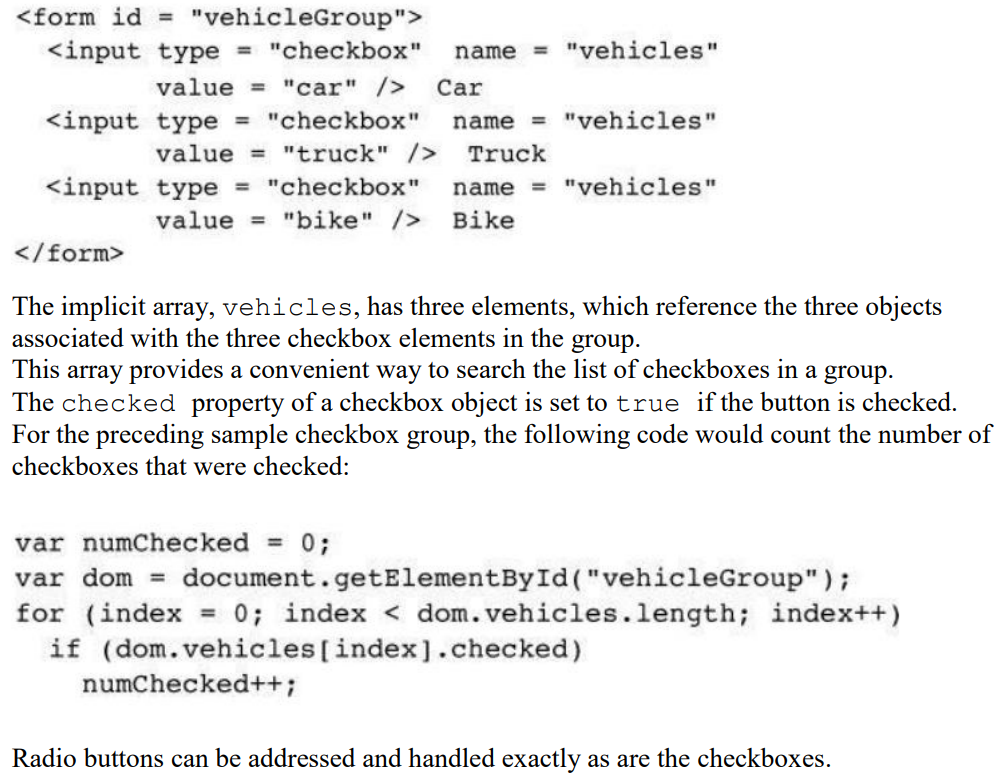 <form id = "vehicleGroup">
<input type = "checkbox" name = "vehicles"
value = "car" /> Car
<input type = "checkbox" name = "vehicles"
value = "truck" /> Truck
<input type = "checkbox" name = "vehicles"
value = "bike" /> Bike
</form>
The implicit array, vehicles, has three elements, which reference the three objects
associated with the three checkbox elements in the group.
This array provides a convenient way to search the list of checkboxes in a group.
The checked property of a checkbox object is set to true if the button is checked.
For the preceding sample checkbox group, the following code would count the number of
checkboxes that were checked:
var numChecked = 0;
var dom = document.getElementById("vehicleGroup");
for (index = 0; index < dom.vehicles.length; index++)
if (dom.vehicles[index].checked)
numChecked++;
Radio buttons can be addressed and handled exactly as are the checkboxes.